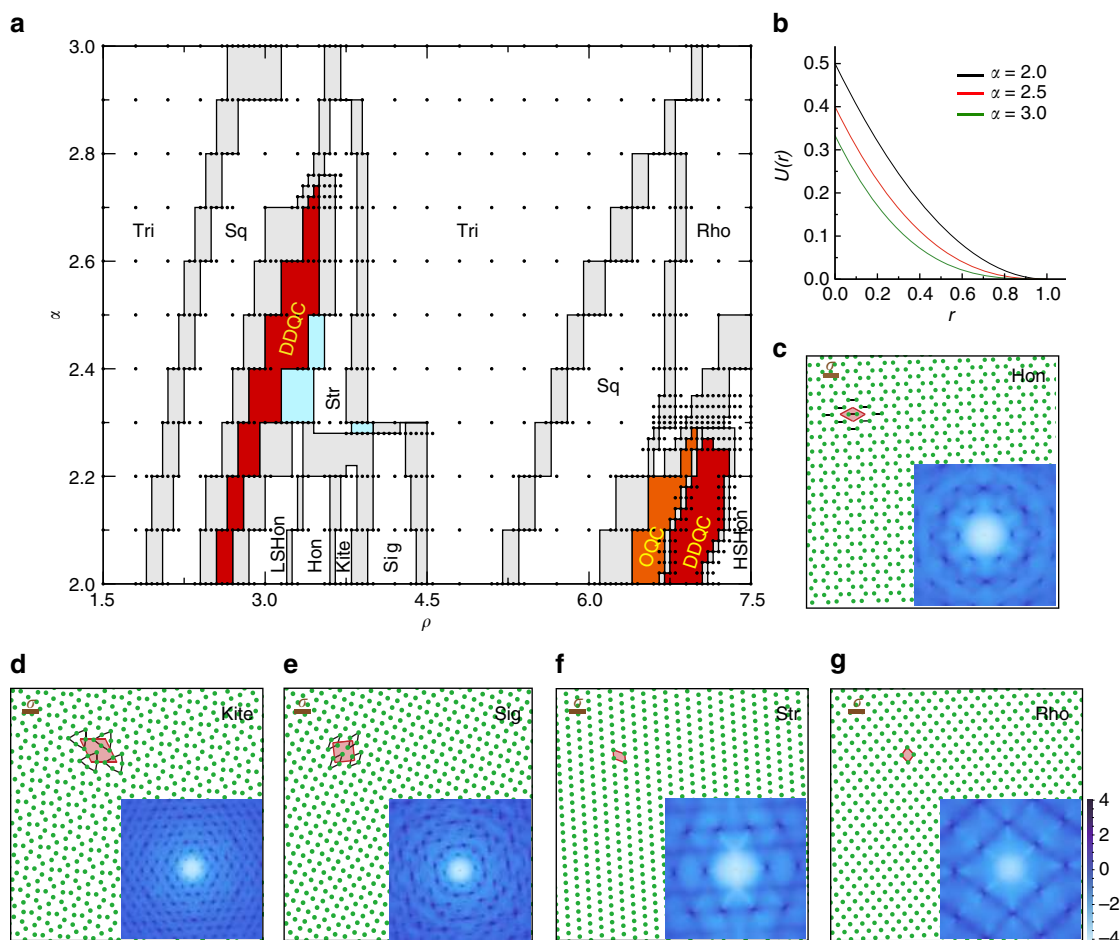 a
3.0
2.8
2.6
2.4
2.2
2.0
α
1.5
3.0
4.5
6.0
7.5
ρ
Tri
Sq
DDQC
Str
Tri
Sq
Rho
LSHon
Hon
Kite
Sig
OQC
DDQC
HSHon
b
0.5
0.4
0.3
0.2
0.1
0.0
U(r)
0.0
0.2
0.4
0.6
0.8
1.0
r
α = 2.0
α = 2.5
α = 3.0
c
σ
Hon
d
σ
Kite
e
σ
Sig
f
σ
Str
g
σ
Rho
4
2
0
−2
−4